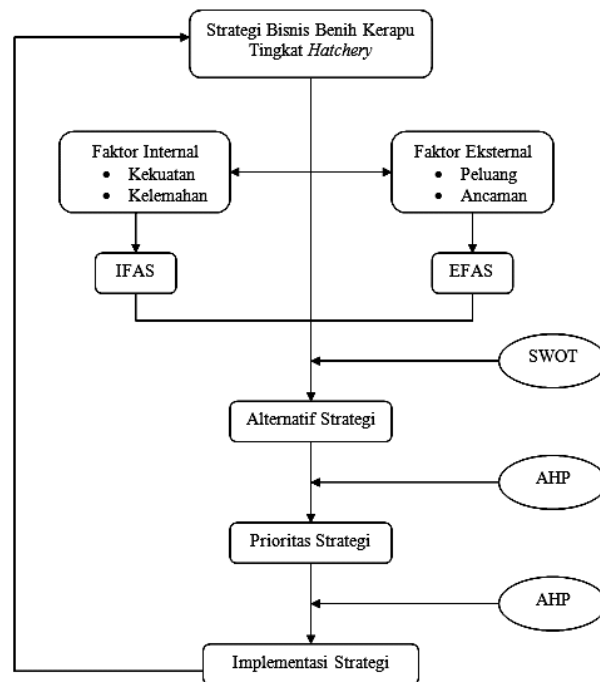 Strategi Bisnis Benih Kerapu
Tingkat Hatchery
Faktor Internal
• Kekuatan
• Kelemahan
Faktor Eksternal
• Peluang
• Ancaman
IFAS
EFAS
SWOT
Alternatif Strategi
AHP
Prioritas Strategi
AHP
Implementasi Strategi